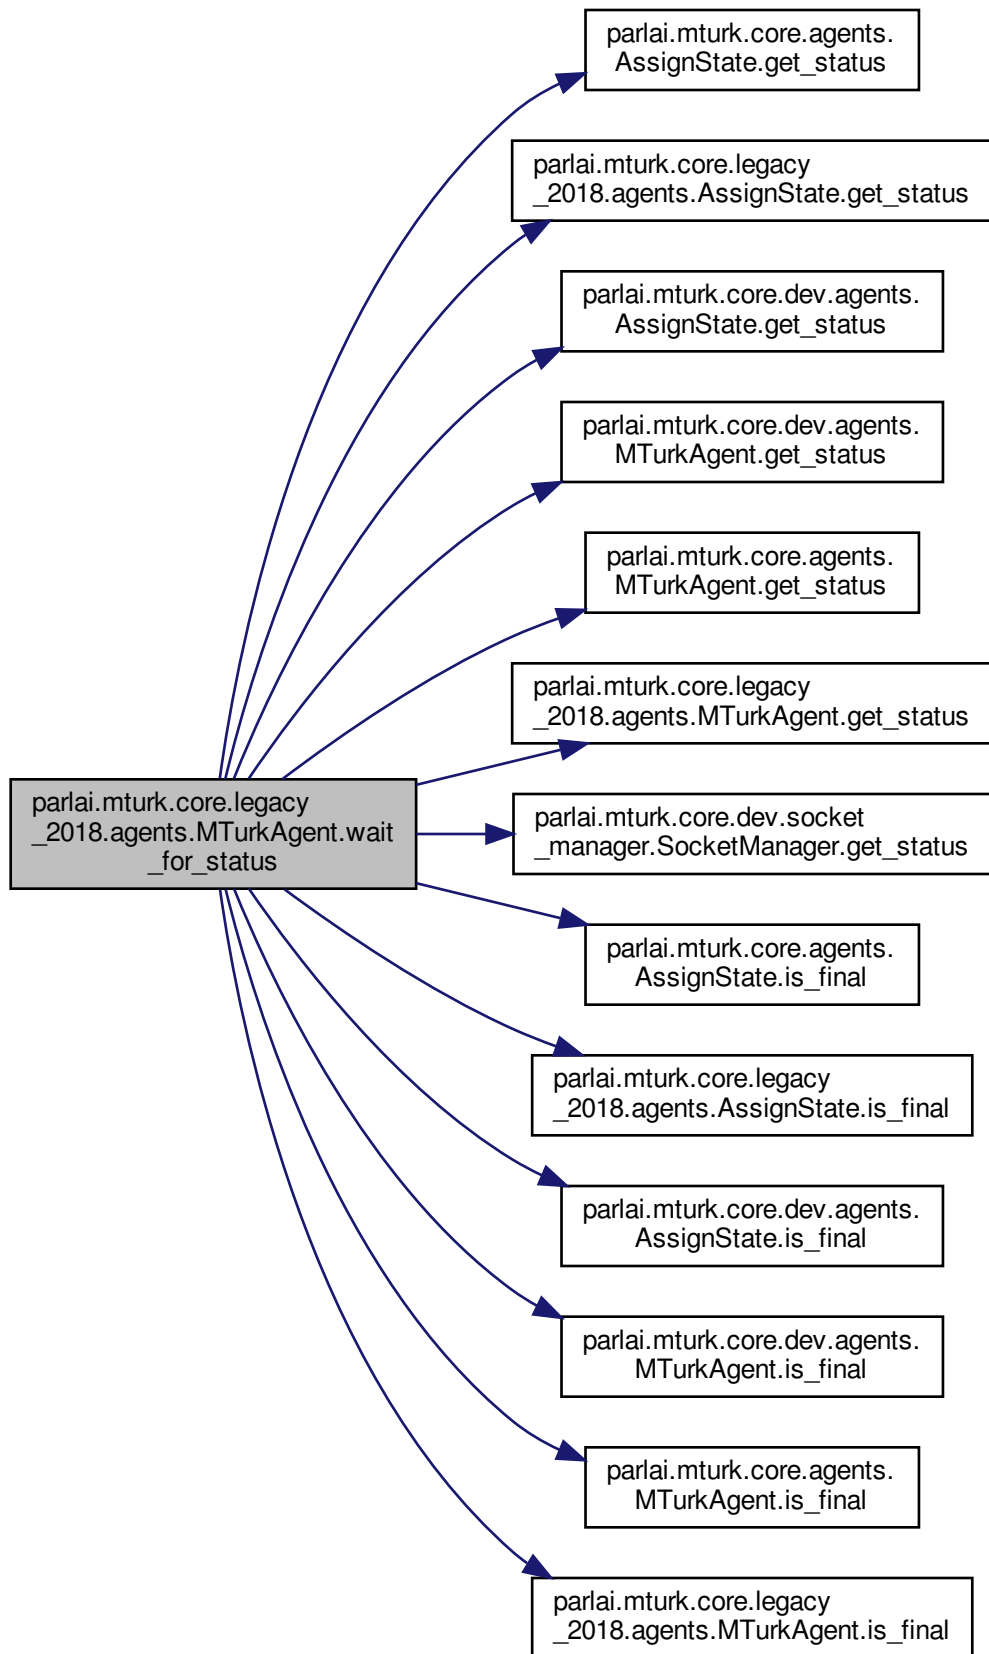 parlai.mturk.core.agents.
AssignState.get_status
parlai.mturk.core.legacy
_2018.agents.AssignState.get_status
parlai.mturk.core.dev.agents.
AssignState.get_status
parlai.mturk.core.dev.agents.
MTurkAgent.get_status
parlai.mturk.core.agents.
MTurkAgent.get_status
parlai.mturk.core.legacy
_2018.agents.MTurkAgent.get_status
parlai.mturk.core.legacy
_2018.agents.MTurkAgent.wait
_for_status
parlai.mturk.core.dev.socket
_manager.SocketManager.get_status
parlai.mturk.core.agents.
AssignState.is_final
parlai.mturk.core.legacy
_2018.agents.AssignState.is_final
parlai.mturk.core.dev.agents.
AssignState.is_final
parlai.mturk.core.dev.agents.
MTurkAgent.is_final
parlai.mturk.core.agents.
MTurkAgent.is_final
parlai.mturk.core.legacy
_2018.agents.MTurkAgent.is_final